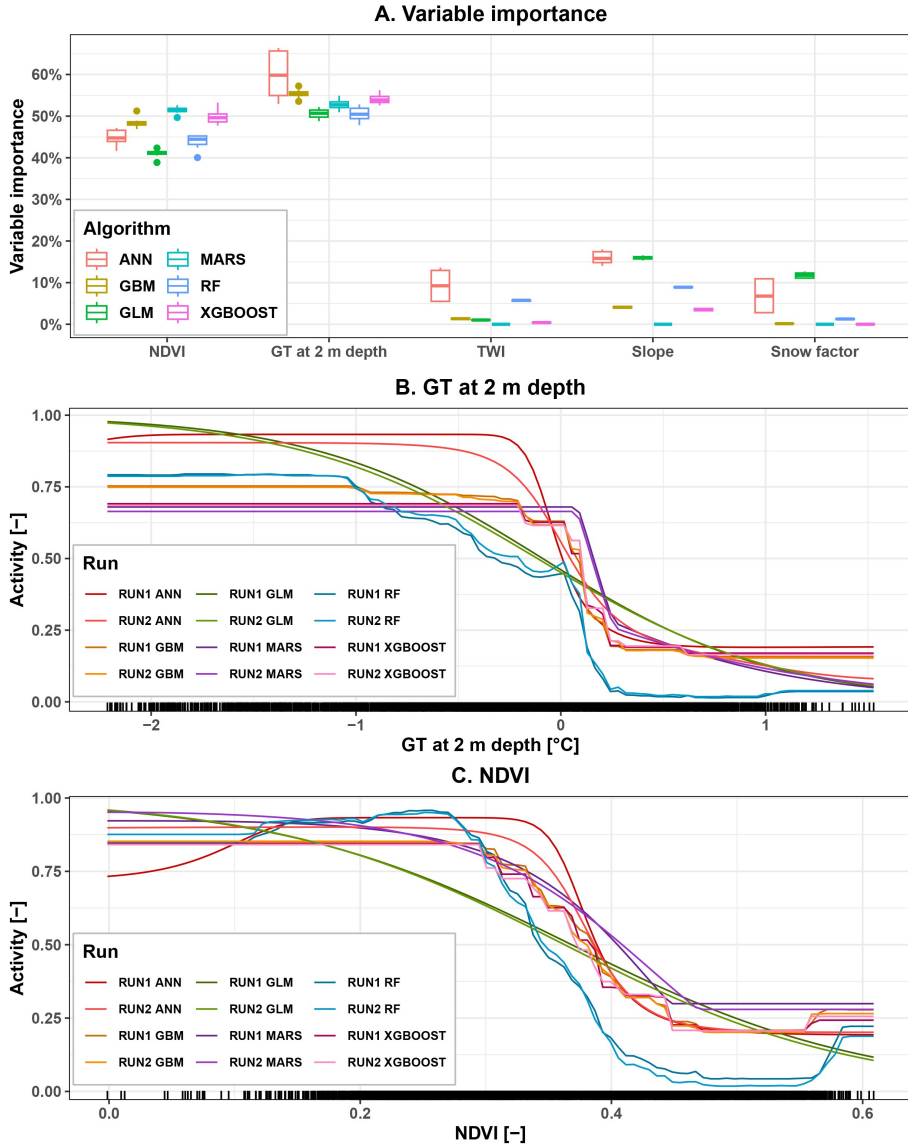 A. Variable importance
Variable importance
60%
50%
40%
30%
20%
10%
0%
Algorithm
ANN MARS
GBM RF
GLM XGBOOST
NDVI GT at 2 m depth TWI Slope Snow factor
B. GT at 2 m depth
Activity [−]
1.00
0.75
0.50
0.25
0.00
Run
RUN1 ANN RUN1 GLM RUN1 RF
RUN2 ANN RUN2 GLM RUN2 RF
RUN1 GBM RUN1 MARS RUN1 XGBOOST
RUN2 GBM RUN2 MARS RUN2 XGBOOST
−2 −1 0 1
GT at 2 m depth [°C]
C. NDVI
Activity [−]
1.00
0.75
0.50
0.25
0.00
Run
RUN1 ANN RUN1 GLM RUN1 RF
RUN2 ANN RUN2 GLM RUN2 RF
RUN1 GBM RUN1 MARS RUN1 XGBOOST
RUN2 GBM RUN2 MARS RUN2 XGBOOST
0.0 0.2 0.4 0.6
NDVI [−]